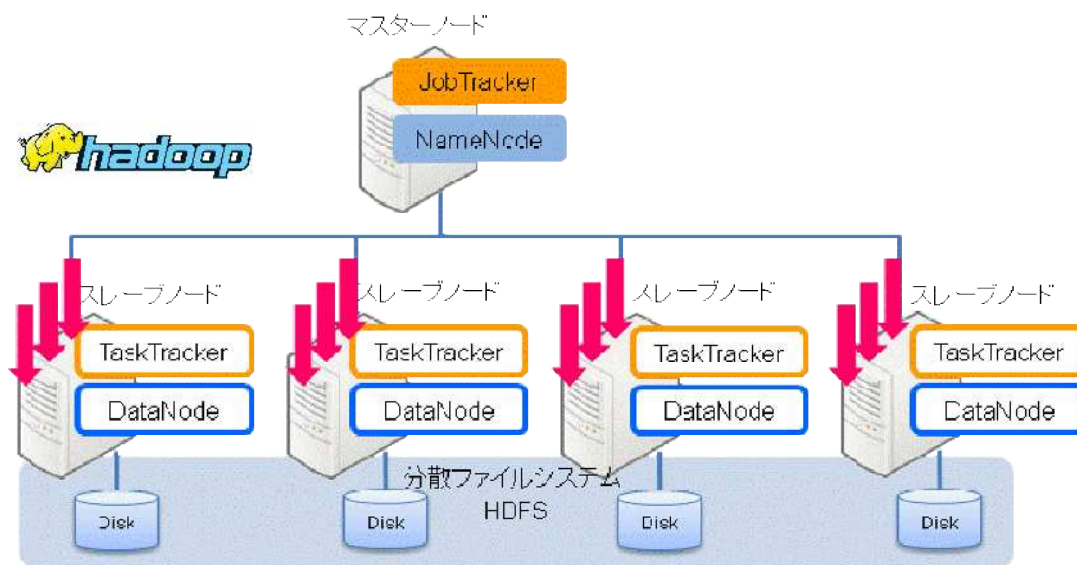 マスターノード
JobTracker
NameNode
hadoop
スレーブノード
スレーブノード
スレーブノード
スレーブノード
TaskTracker
TaskTracker
TaskTracker
TaskTracker
DataNode
DataNode
DataNode
DataNode
分散ファイルシステム
HDFS
Disk
Disk
Disk
Disk